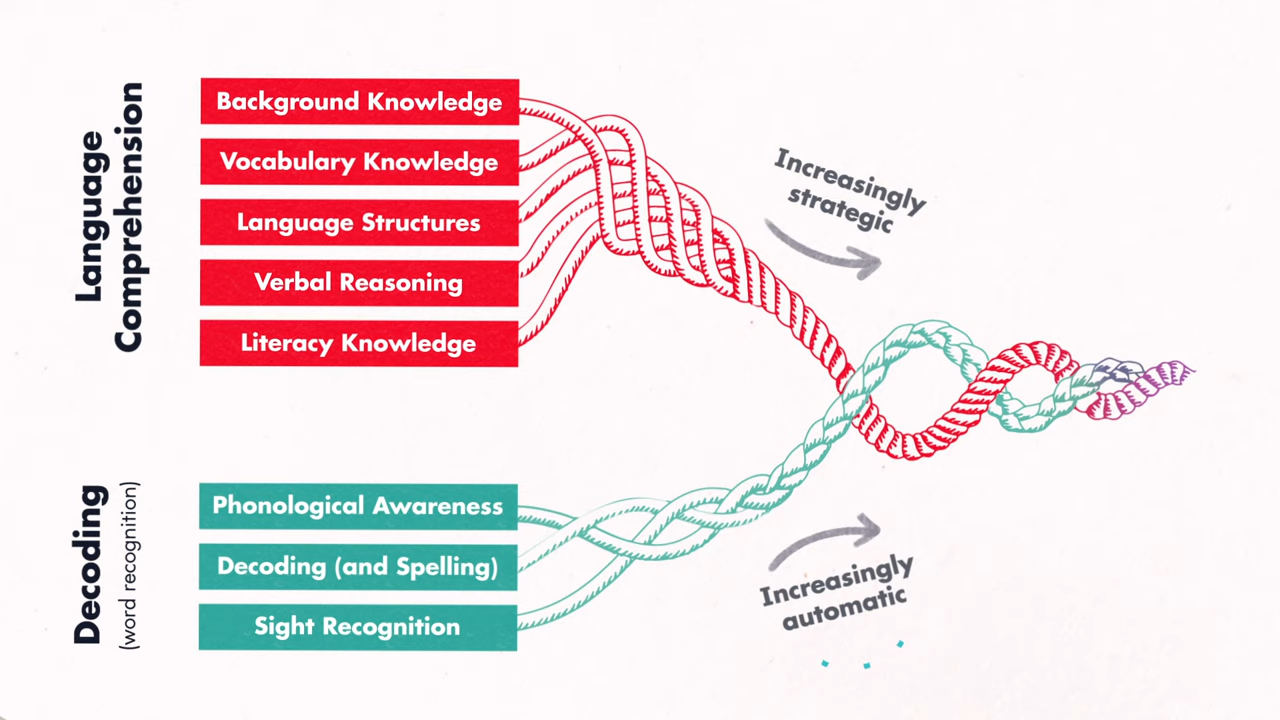 Language
Comprehension
Background Knowledge
Vocabulary Knowledge
Language Structures
Verbal Reasoning
Literacy Knowledge
Increasingly
strategic
Decoding
(word recognition)
Phonological Awareness
Decoding (and Spelling)
Sight Recognition
Increasingly
automatic